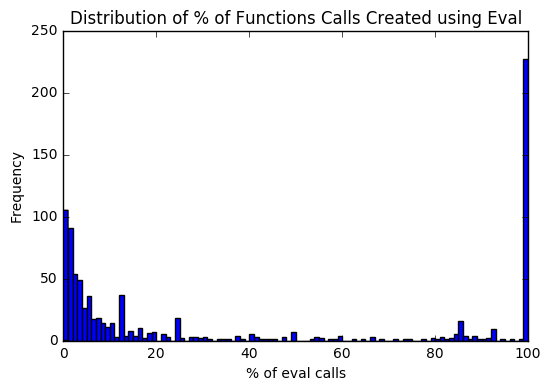 Distribution of % of Functions Calls Created using Eval
250
200
150
100
50
0
Frequency
0 20 40 60 80 100
% of eval calls